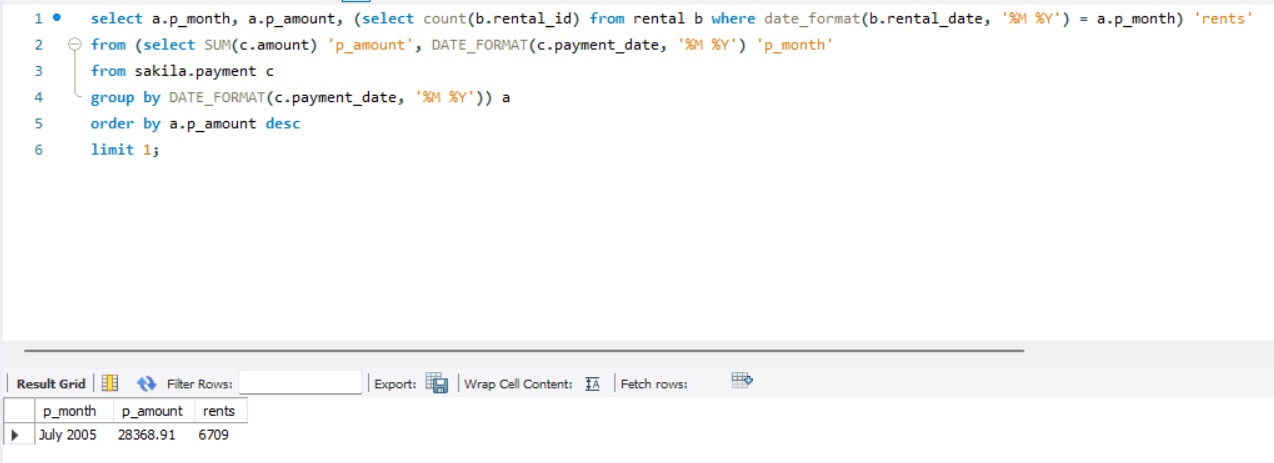 1 select a.p_month, a.p_amount, (select count(b.rental_id) from rental b where date_format(b.rental_date, '%M %Y') = a.p_month) 'rents'
2 from (select SUM(c.amount) 'p_amount', DATE_FORMAT(c.payment_date, '%M %Y') 'p_month'
3 from sakila.payment c
4 group by DATE_FORMAT(c.payment_date, '%M %Y')) a
5 order by a.p_amount desc
6 limit 1;
Result Grid Filter Rows: Export: Wrap Cell Content: IA Fetch rows:
p_month p_amount rents
July 2005 28368.91 6709